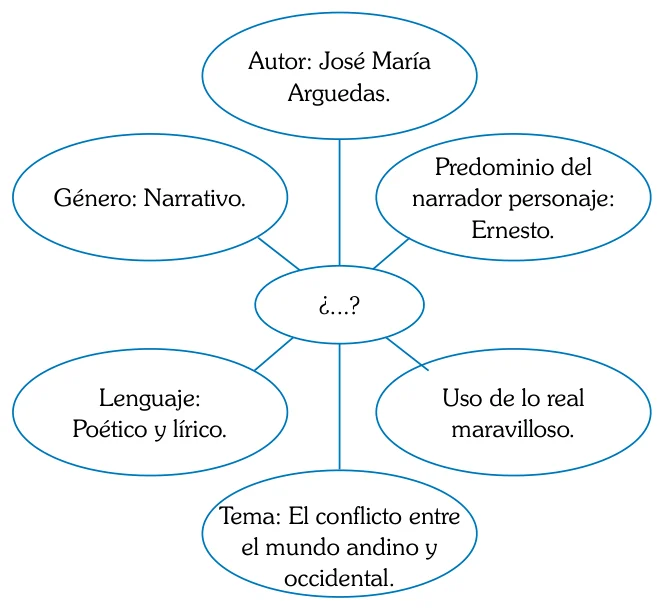 Autor: José María
Arguedas.
Género: Narrativo.
Predominio del
narrador personaje:
Ernesto.
¿...?
Lenguaje:
Poético y lírico.
Uso de lo real
maravilloso.
Tema: El conflicto entre
el mundo andino y
occidental.